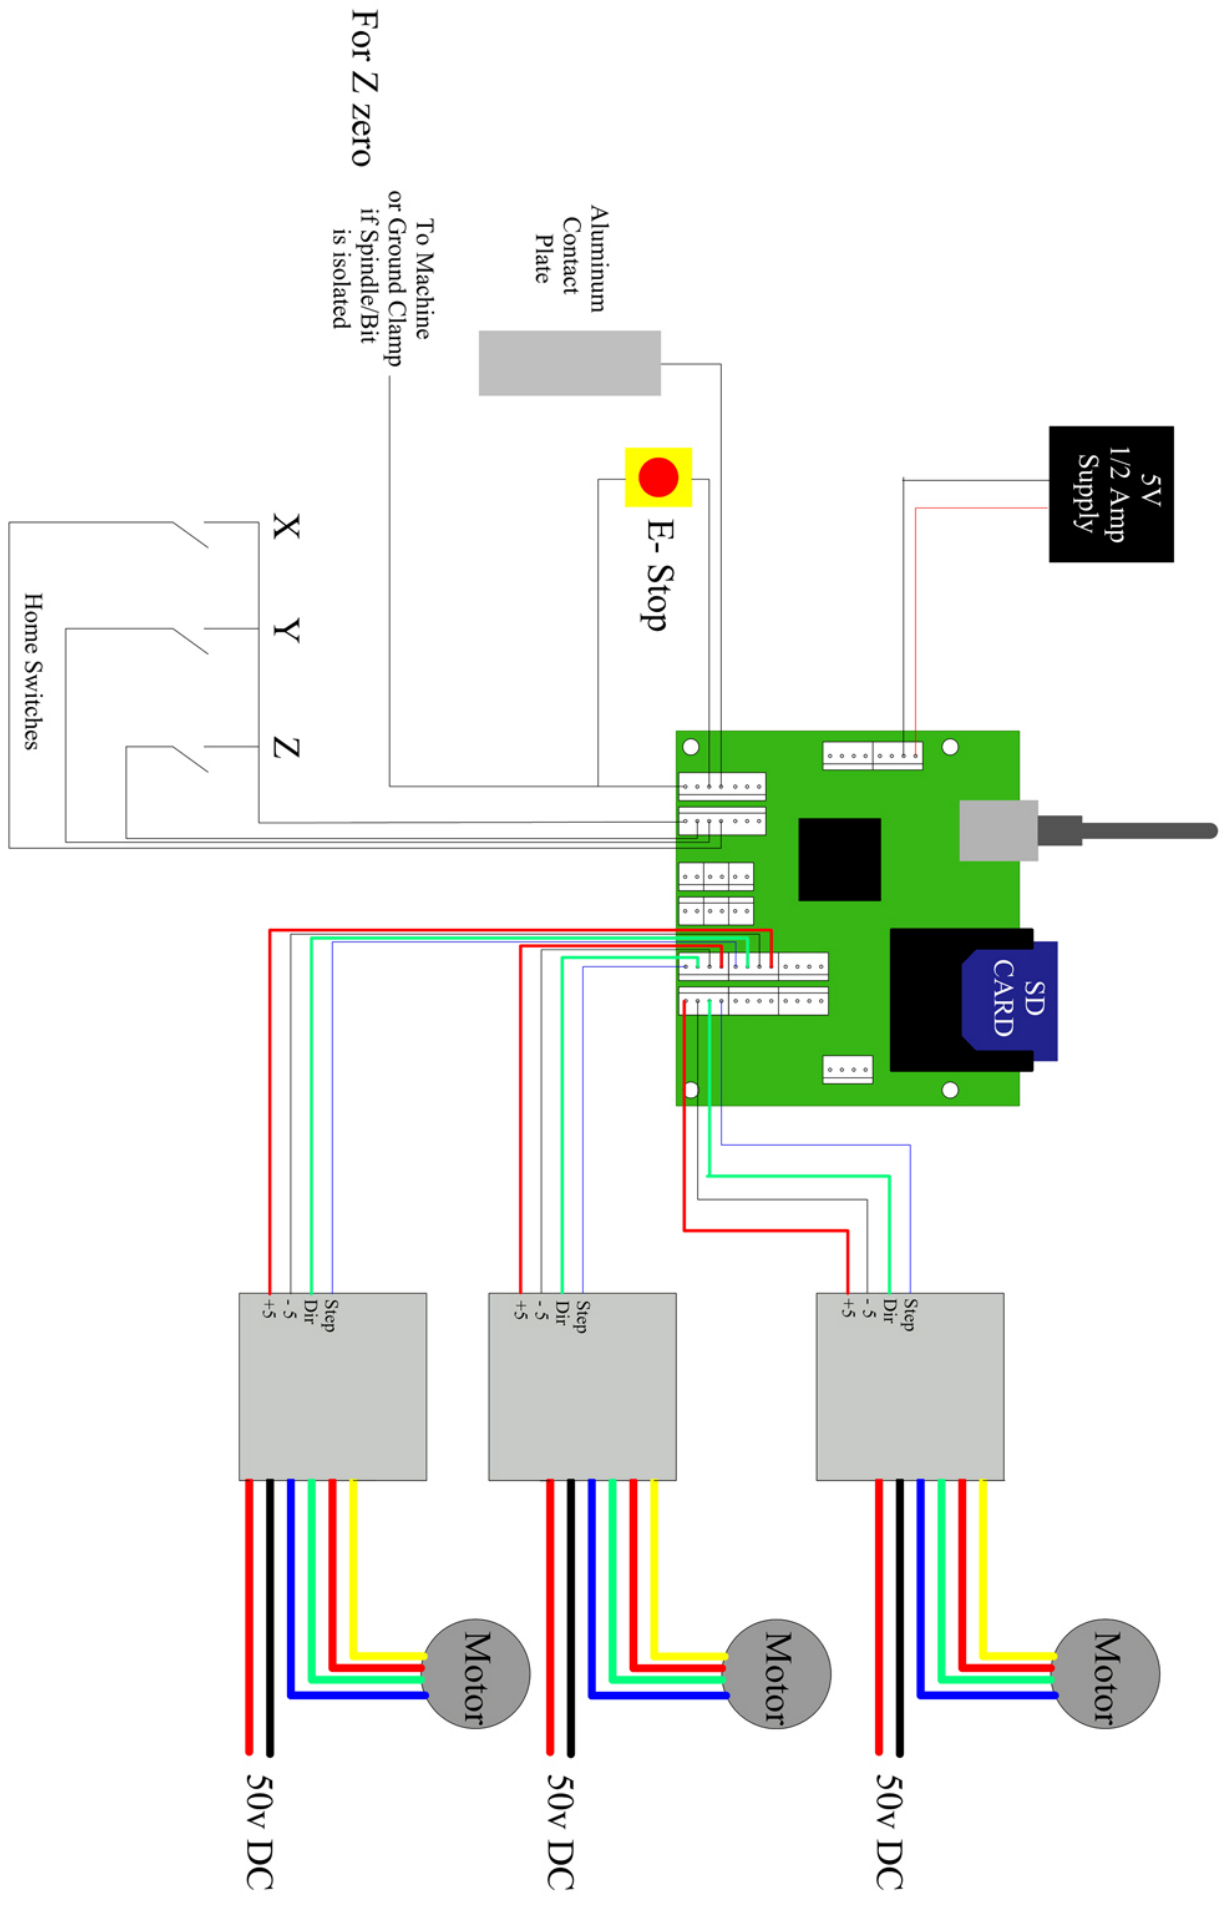 For Z zero
To Machine
or Ground Clamp
if Spindle/Bit
is isolated
Aluminum
Contact
Plate
5V
1/2 Amp
Supply
E- Stop
X
Y
Z
Home Switches
SD
CARD
Step
Dir
- 5
+5
Step
Dir
- 5
+5
Step
Dir
- 5
+5
Motor
Motor
Motor
50v DC
50v DC
50v DC